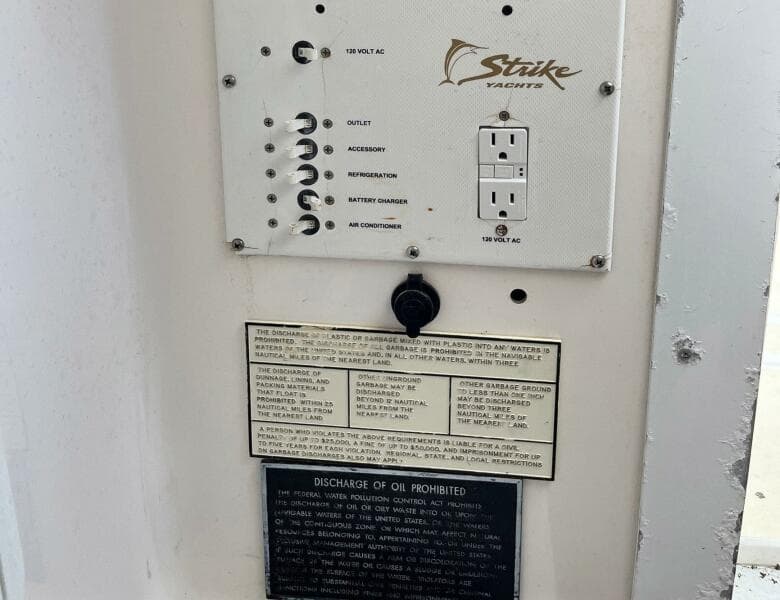 120 VOLT AC
Strike
YACHTS
OUTLET
ACCESSORY
REFRIGERATION
BATTERY CHARGER
AIR CONDITIONER
120 VOLT AC
THE DISCHARGE OF PLASTIC OR GARBAGE MIXED WITH PLASTIC INTO ANY WATERS IS
PROHIBITED. THE DISCHARGE OF ALL GARBAGE IS PROHIBITED IN THE NAVIGABLE
WATERS OF THE UNITED STATES AND, IN ALL OTHER WATERS, WITHIN THREE
NAUTICAL MILES OF THE NEAREST LAND.
THE DISCHARGE OF
DUNNAGE, LINING, AND
PACKING MATERIALS
THAT FLOAT IS
PROHIBITED WITHIN 25
NAUTICAL MILES FROM
THE NEAREST LAND
OTHER UNGROUND
GARBAGE MAY BE
DISCHARGED
BEYOND 12 NAUTICAL
MILES FROM THE
NEAREST LAND.
OTHER GARBAGE GROUND
TO LESS THAN ONE INCH
MAY BE DISCHARGED
BEYOND THREE
NAUTICAL MILES OF
THE NEAREST LAND.
A PERSON WHO VIOLATES THE ABOVE REQUIREMENTS IS LIABLE FOR A CIVIL
PENALTY OF UP TO $25,000, A FINE OF UP TO $50,000, AND IMPRISONMENT FOR UP
TO FIVE YEARS FOR EACH VIOLATION. REGIONAL, STATE, AND LOCAL RESTRICTIONS
ON GARBAGE DISCHARGES ALSO MAY APPLY.
DISCHARGE OF OIL PROHIBITED
THE FEDERAL WATER POLLUTION CONTROL ACT PROHIBITS
THE DISCHARGE OF OIL OR OILY WASTE INTO OR UPON THE
NAVIGABLE WATERS OF THE UNITED STATES, OR THE WATERS
OF THE CONTIGUOUS ZONE OR WHICH MAY AFFECT NATURAL
RESOURCES BELONGING TO, APPERTAINING TO, OR UNDER THE
EXCLUSIVE MANAGEMENT AUTHORITY OF THE UNITED STATES,
IF SUCH DISCHARGE CAUSES A FILM OR DISCOLORATION OF THE
SURFACE OF THE WATER OR CAUSES A SLUDGE OR EMULSION
THE SURFACE OF THE WATER. VIOLATORS ARE
SUBJECT TO SUBSTANTIAL CIVIL PENALTIES
SANCTIONS INCLUDING FINES AND IMPRISONMENT